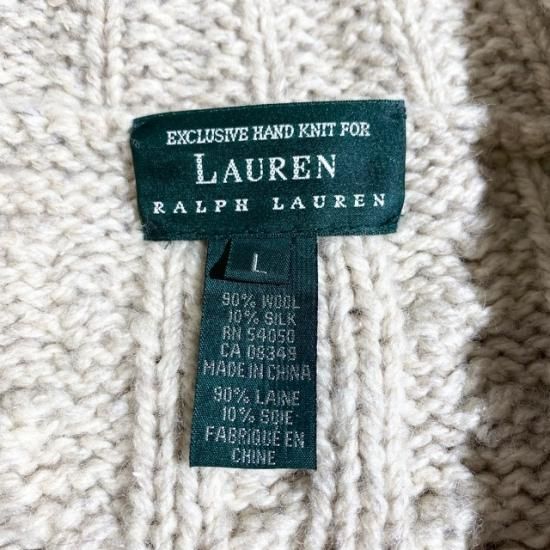 EXCLUSIVE HAND KNIT FOR
LAUREN
RALPH LAUREN
L
90% WOOL
10% SILK
RN 54050
CA 08349
MADE IN CHINA
90% LAINE
10% SOIE
FABRIQUÉ EN
CHINE